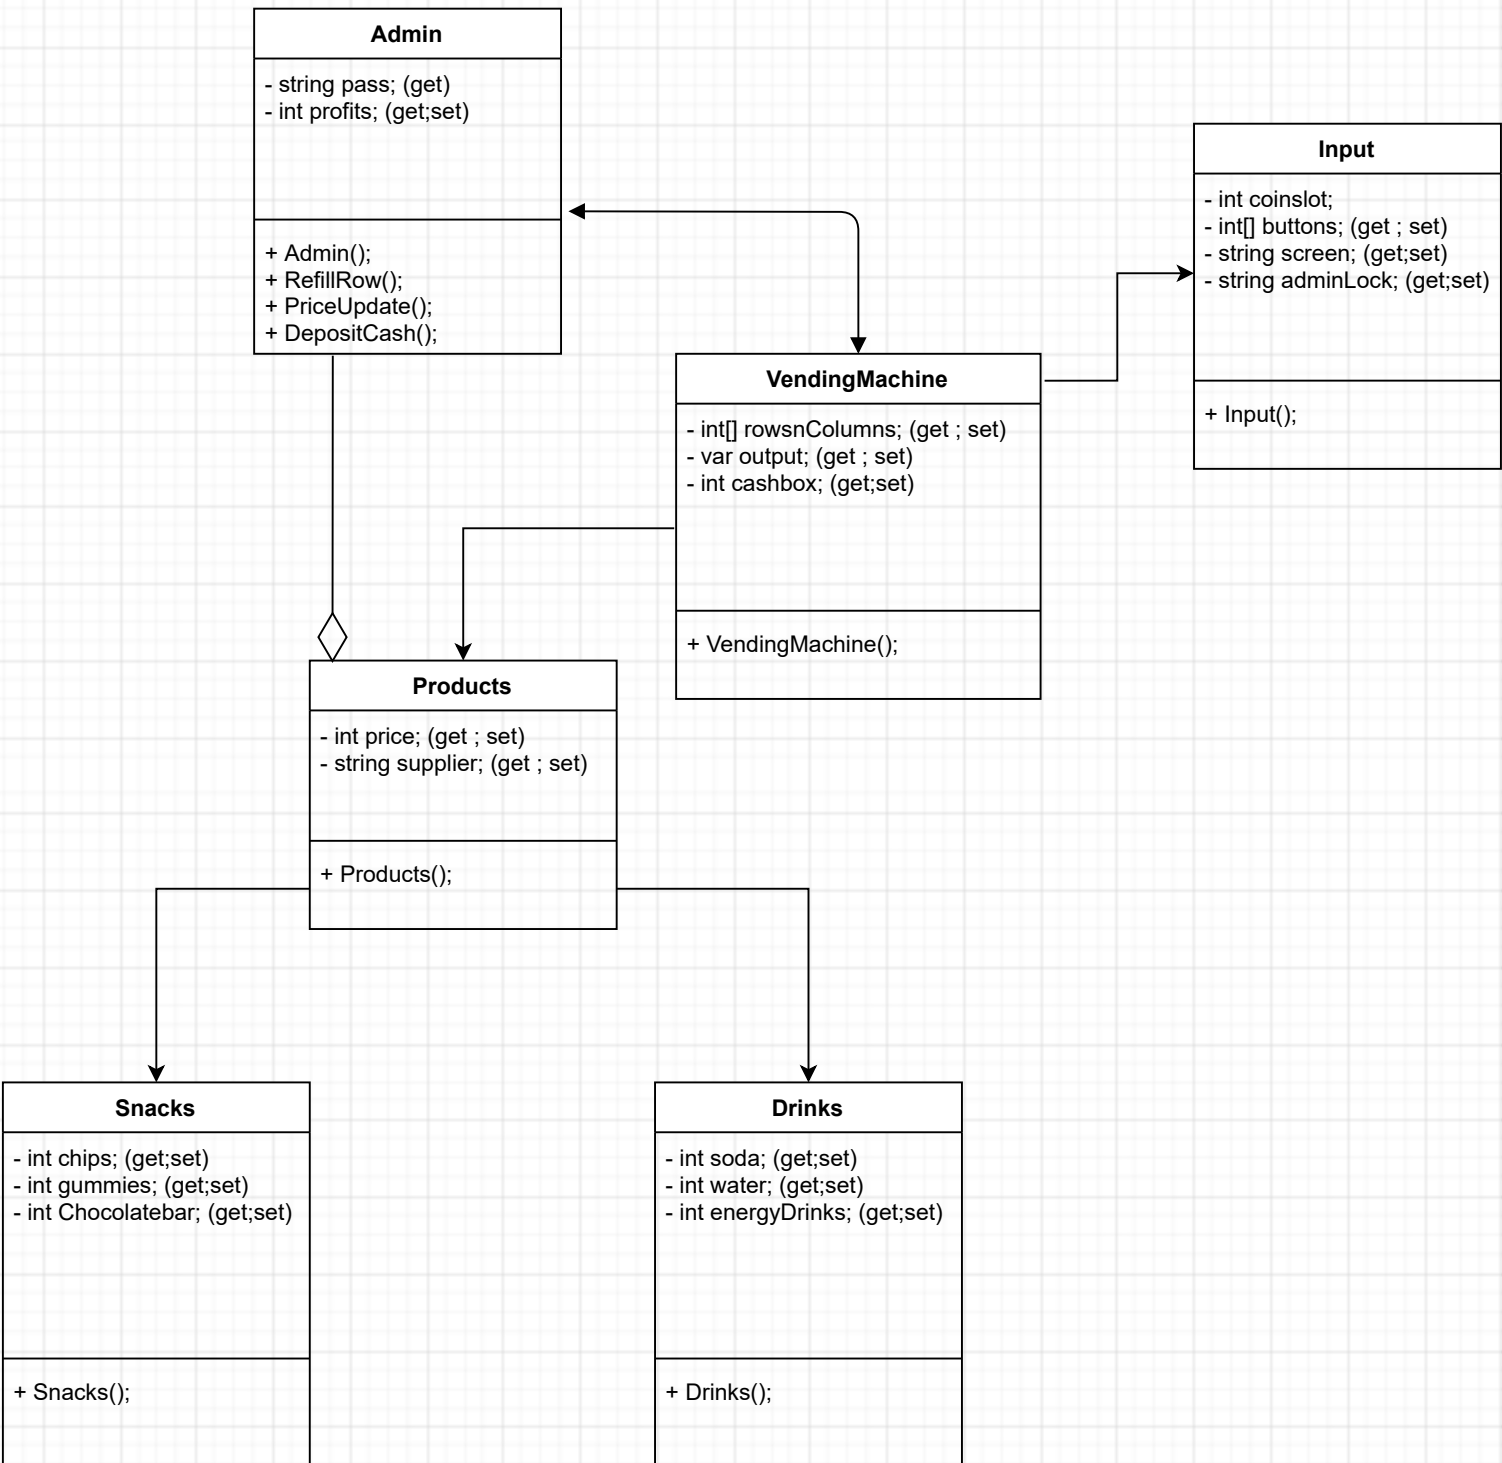 Admin
- string pass; (get)
- int profits; (get;set)
+ Admin();
+ RefillRow();
+ PriceUpdate();
+ DepositCash();
Input
- int coinslot;
- int[] buttons; (get ; set)
- string screen; (get;set)
- string adminLock; (get;set)
+ Input();
VendingMachine
- int[] rowsnColumns; (get ; set)
- var output; (get ; set)
- int cashbox; (get;set)
+ VendingMachine();
Products
- int price; (get ; set)
- string supplier; (get ; set)
+ Products();
Snacks
- int chips; (get;set)
- int gummies; (get;set)
- int Chocolatebar; (get;set)
+ Snacks();
Drinks
- int soda; (get;set)
- int water; (get;set)
- int energyDrinks; (get;set)
+ Drinks();